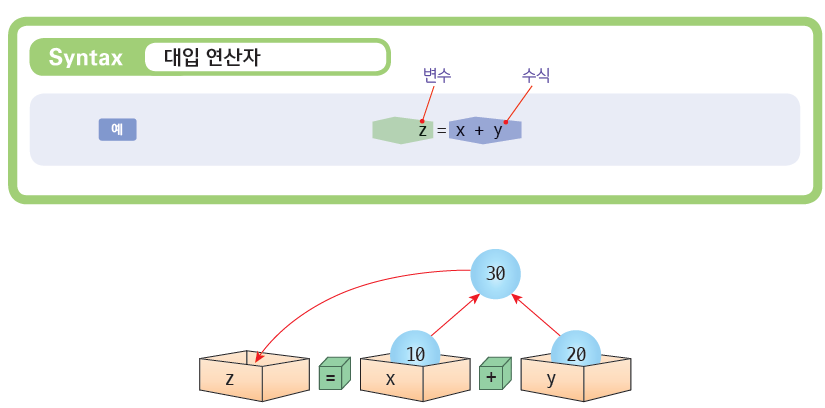 Syntax 대입 연산자
변수 수식
예 z = x + y
30
10 20
z = x + y